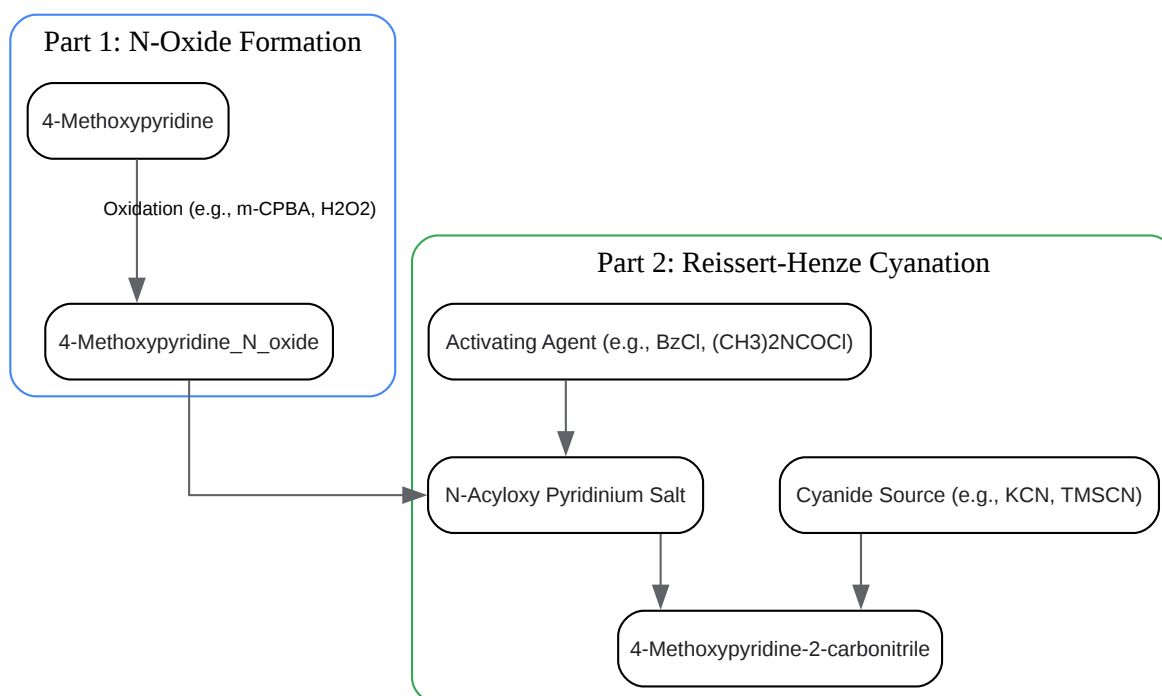 Part 1: N-Oxide Formation
4-Methoxypyridine
Oxidation (e.g., m-CPBA, H2O2)
4-Methoxypyridine_N_oxide
Part 2: Reissert-Henze Cyanation
Activating Agent (e.g., BzCl, (CH3)2NCOCl)
N-Acyloxy Pyridinium Salt
Cyanide Source (e.g., KCN, TMSCN)
4-Methoxypyridine-2-carbonitrile